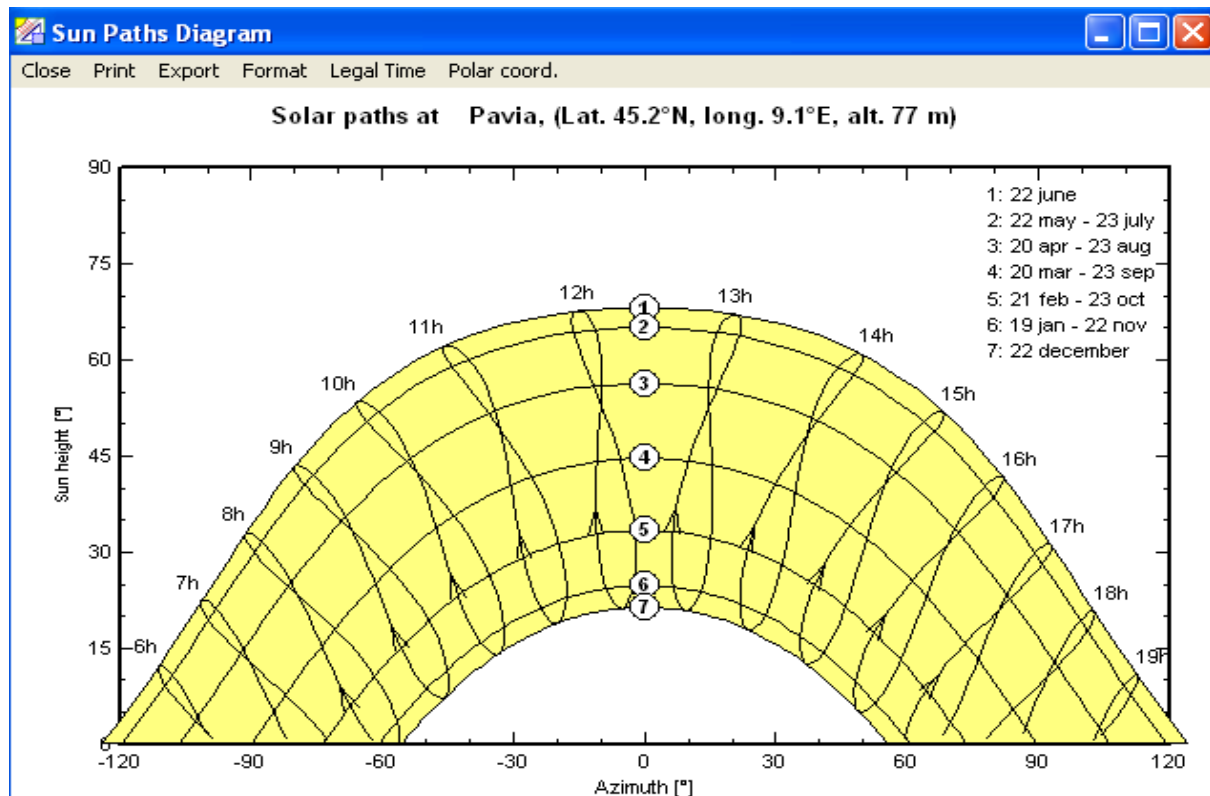 Sun Paths Diagram
Close Print Export Format Legal Time Polar coord.
Solar paths at Pavia, (Lat. 45.2°N, long. 9.1°E, alt. 77 m)
1: 22 june
2: 22 may - 23 july
3: 20 apr - 23 aug
4: 20 mar - 23 sep
5: 21 feb - 23 oct
6: 19 jan - 22 nov
7: 22 december
90
75
60
45
30
15
Sun height [°]
6h
7h
8h
9h
10h
11h
12h
13h
14h
15h
16h
17h
18h
19h
1
2
3
4
5
6
7
-120 -90 -60 -30 0 30 60 90 120
Azimuth [°]